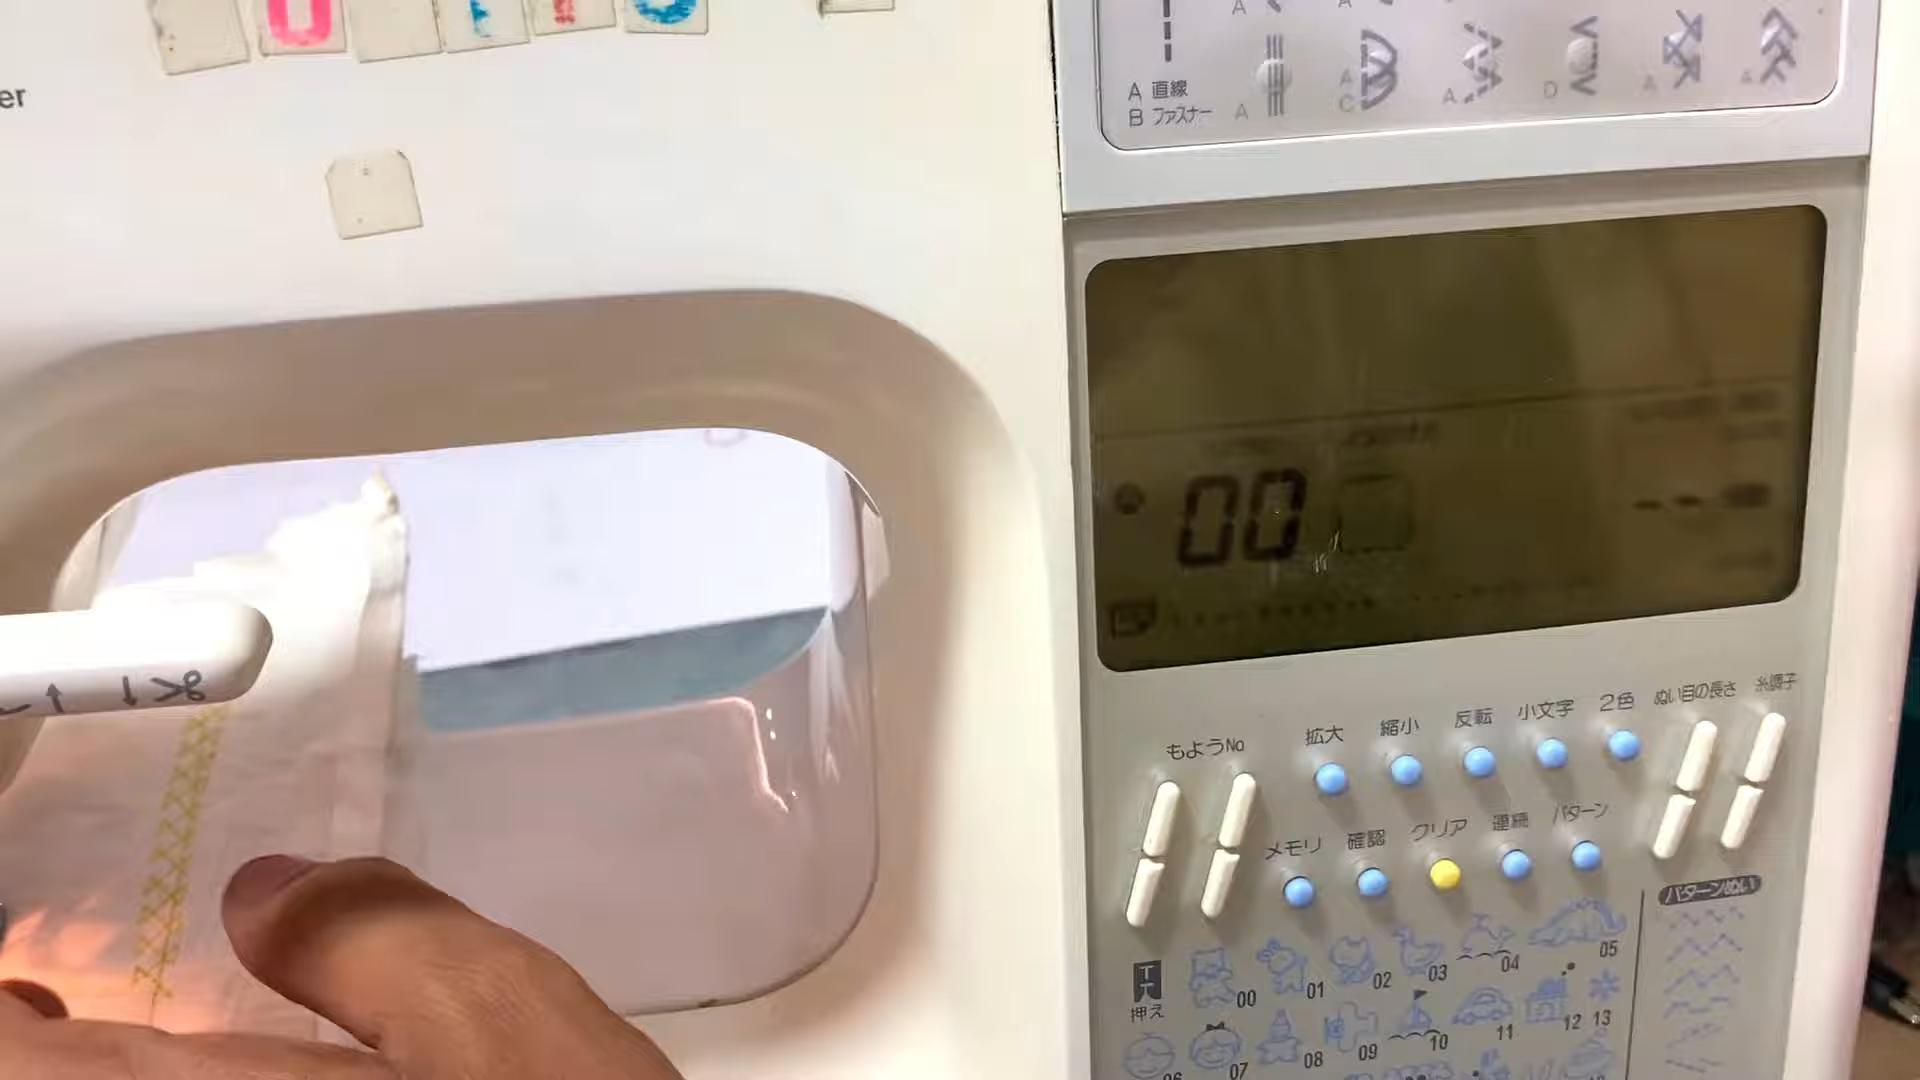 er
A
A
A 直線
B ファスナー
A
A
C
A
D
A
A
00
もようNo
拡大
縮小
反転
小文字
2色
ぬい目の長さ
糸調子
メモリ
確認
クリア
連続
パターン
パターンぬい
押え
00
01
02
03
04
05
06
07
08
09
10
11
12
13